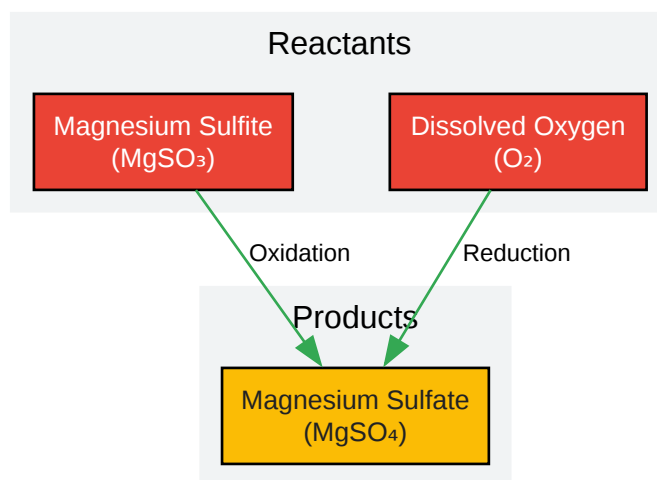 Reactants
Magnesium Sulfite
(MgSO₃)
Dissolved Oxygen
(O₂)
Oxidation
Reduction
Products
Magnesium Sulfate
(MgSO₄)